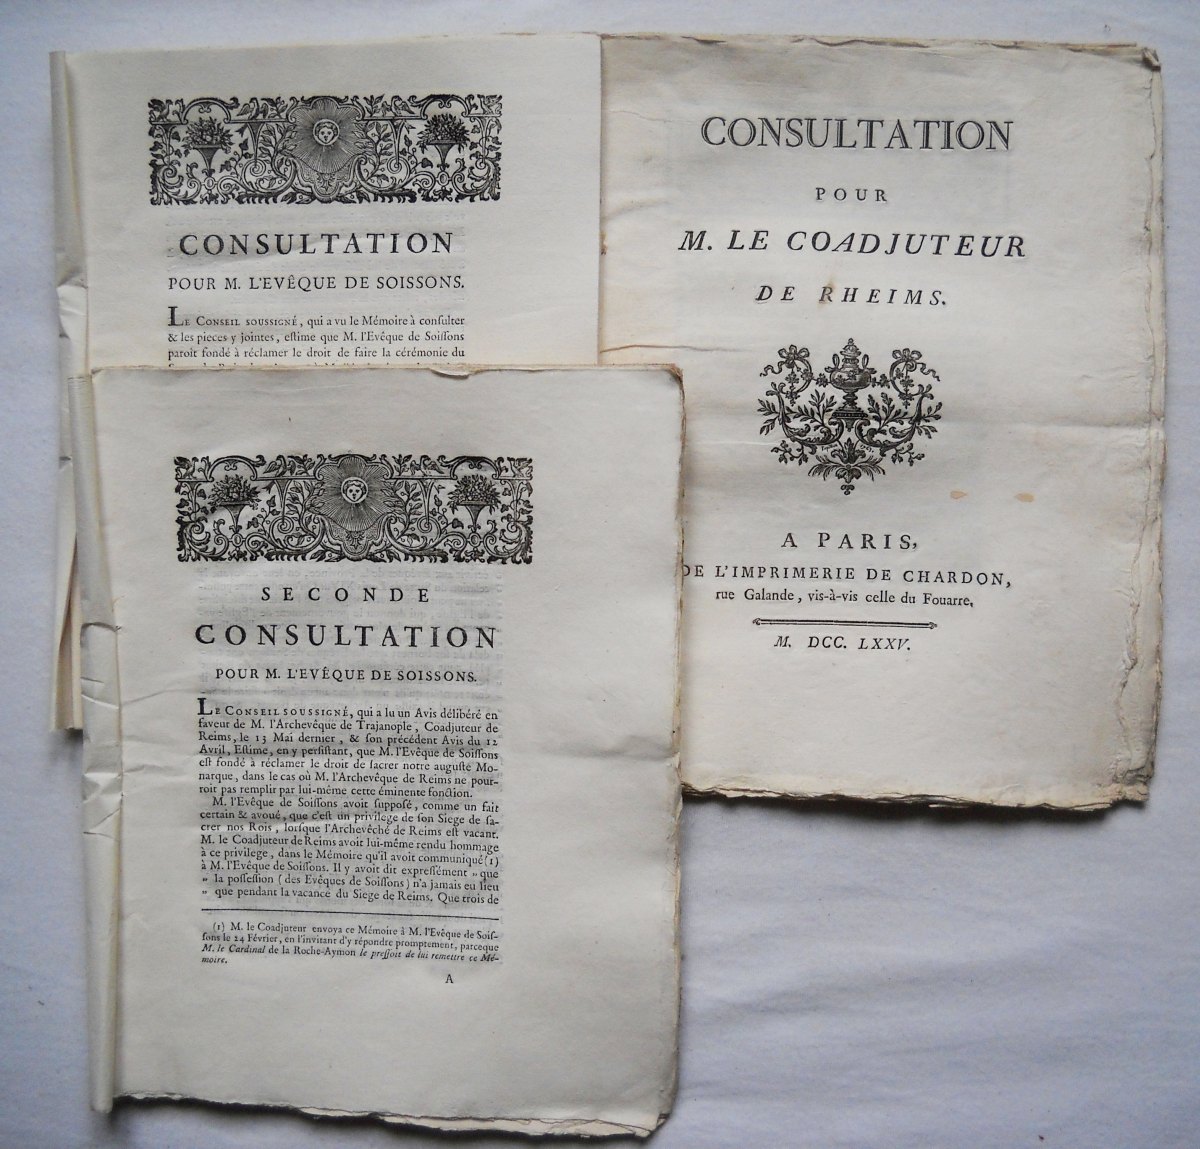 CONSULTATION
POUR M. L'EVÊQUE DE SOISSONS.
LE CONSEIL SOUSSIGNÉ, qui a vu le Mémoire à consulter
& les pieces y jointes, estime que M. l'Evêque de Soissons
paroît fondé à réclamer le droit de faire la cérémonie du
CONSULTATION
POUR
M. LE COADJUTEUR
DE RHEIMS.
A PARIS,
DE L'IMPRIMERIE DE CHARDON,
rue Galande, vis-à-vis celle du Fouarre,
M. DCC. LXXV.
SECONDE
CONSULTATION
POUR M. L'EVÊQUE DE SOISSONS.
LE CONSEIL SOUSSIGNÉ, qui a lu un Avis délibéré en
faveur de M. l'Archevêque de Trajanople, Coadjuteur de
Reims, le 13 Mai dernier, & son précédent Avis du 12
Avril, Estime, en y persistant, que M. l'Evêque de Soissons
est fondé à réclamer le droit de sacrer notre auguste Mo-
narque, dans le cas où M. l'Archevêque de Reims ne pour-
roit pas remplir par lui-même cette éminente fonction.
M. l'Evêque de Soissons avoit supposé, comme un fait
certain & avoué, que c'est un privilege de son Siege de sa-
crer nos Rois, lorsque l'Archevêché de Reims est vacant.
M. le Coadjuteur de Reims avoit lui-même rendu hommage
à ce privilege, dans le Mémoire qu'il avoit communiqué (1)
à M. l'Evêque de Soissons. Il y avoit dit expressément » que
» la possession (des Evêques de Soissons) n'a jamais eu lieu
» que pendant la vacance du Siege de Reims. Que trois de
(1) M. le Coadjuteur envoya ce Mémoire à M. l'Evêque de Sois-
sons le 24 Février, en l'invitant d'y répondre promptement, parceque
M. le Cardinal de la Roche-Aymon le pressoit de lui remettre ce Mé-
moire.
A